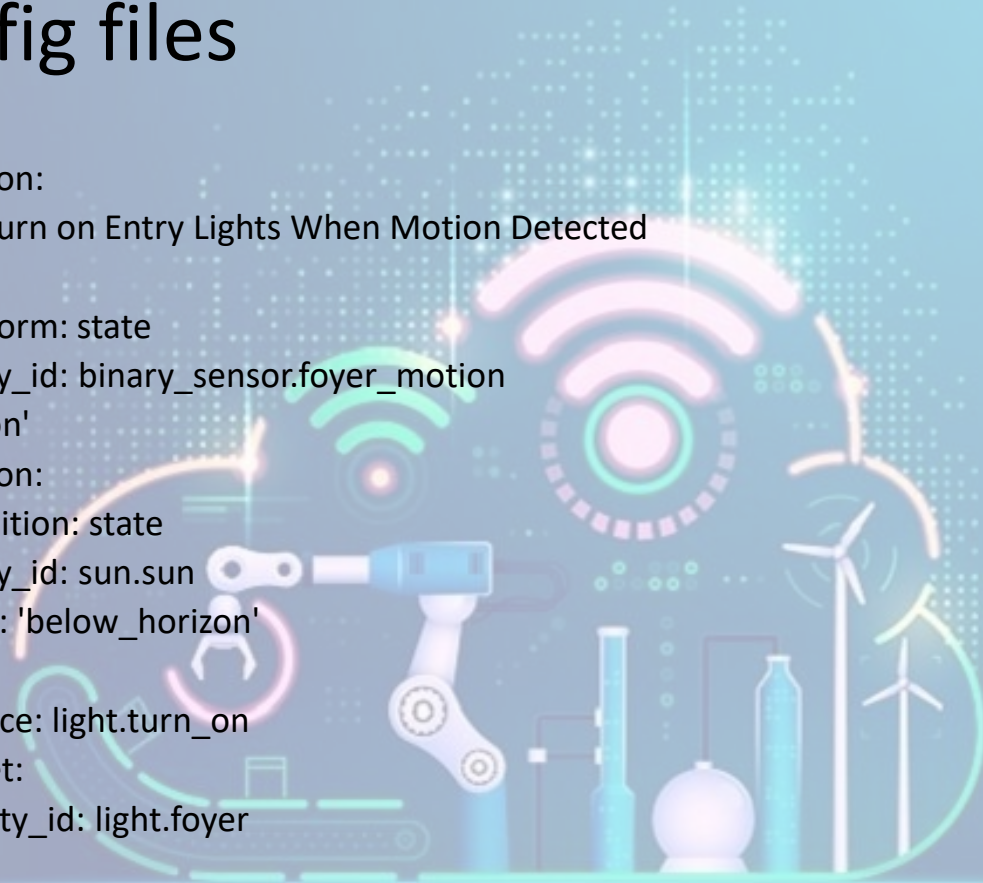 fig files
on:
urn on Entry Lights When Motion Detected
orm: state
y_id: binary_sensor.foyer_motion
on'
on:
ition: state
y_id: sun.sun
: 'below_horizon'
ce: light.turn_on
t:
ty_id: light.foyer